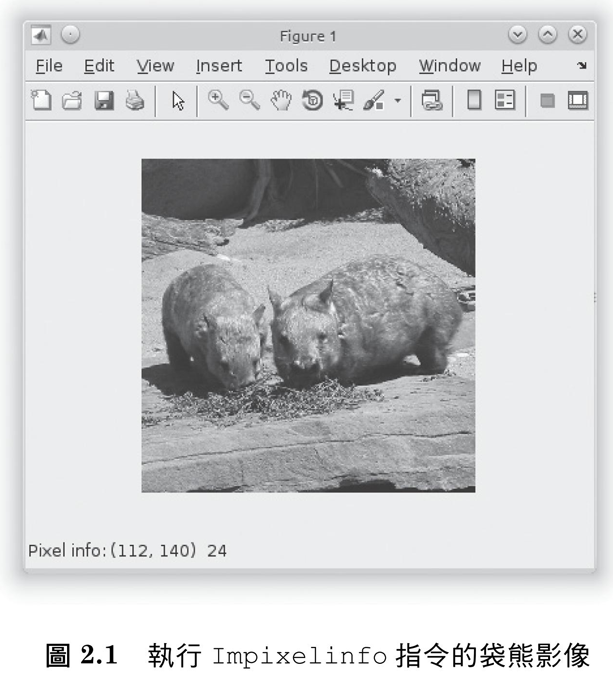 Figure 1
File Edit View Insert Tools Desktop Window Help
Pixel info: (112, 140) 24
圖 2.1 執行 Impixelinfo 指令的袋熊影像